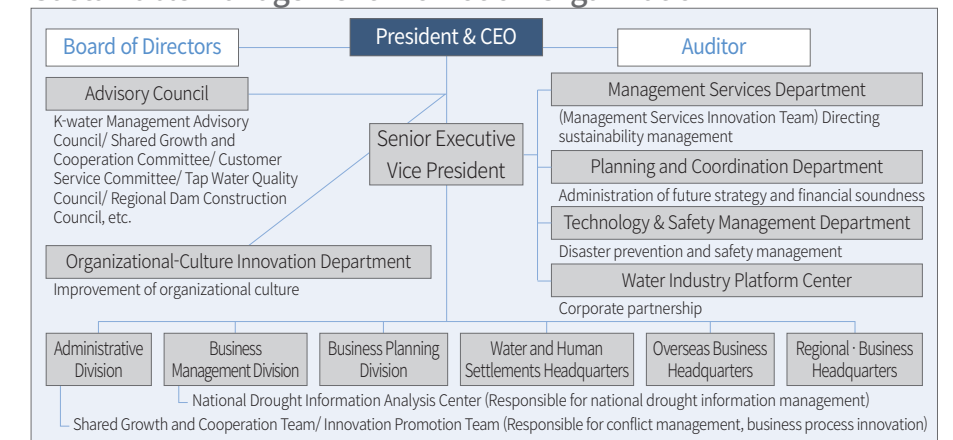 President & CEO
Board of Directors
Auditor
Advisory Council
K-water Management Advisory
Council/ Shared Growth and
Cooperation Committee/ Customer
Service Committee/ Tap Water Quality
Council/ Regional Dam Construction
Council, etc.
Senior Executive
Vice President
Management Services Department
(Management Services Innovation Team) Directing
sustainability management
Planning and Coordination Department
Administration of future strategy and financial soundness
Technology & Safety Management Department
Disaster prevention and safety management
Water Industry Platform Center
Corporate partnership
Organizational-Culture Innovation Department
Improvement of organizational culture
Administrative
Division
Business
Management Division
Business Planning
Division
Water and Human
Settlements Headquarters
Overseas Business
Headquarters
Regional · Business
Headquarters
National Drought Information Analysis Center (Responsible for national drought information management)
Shared Growth and Cooperation Team/ Innovation Promotion Team (Responsible for conflict management, business process innovation)